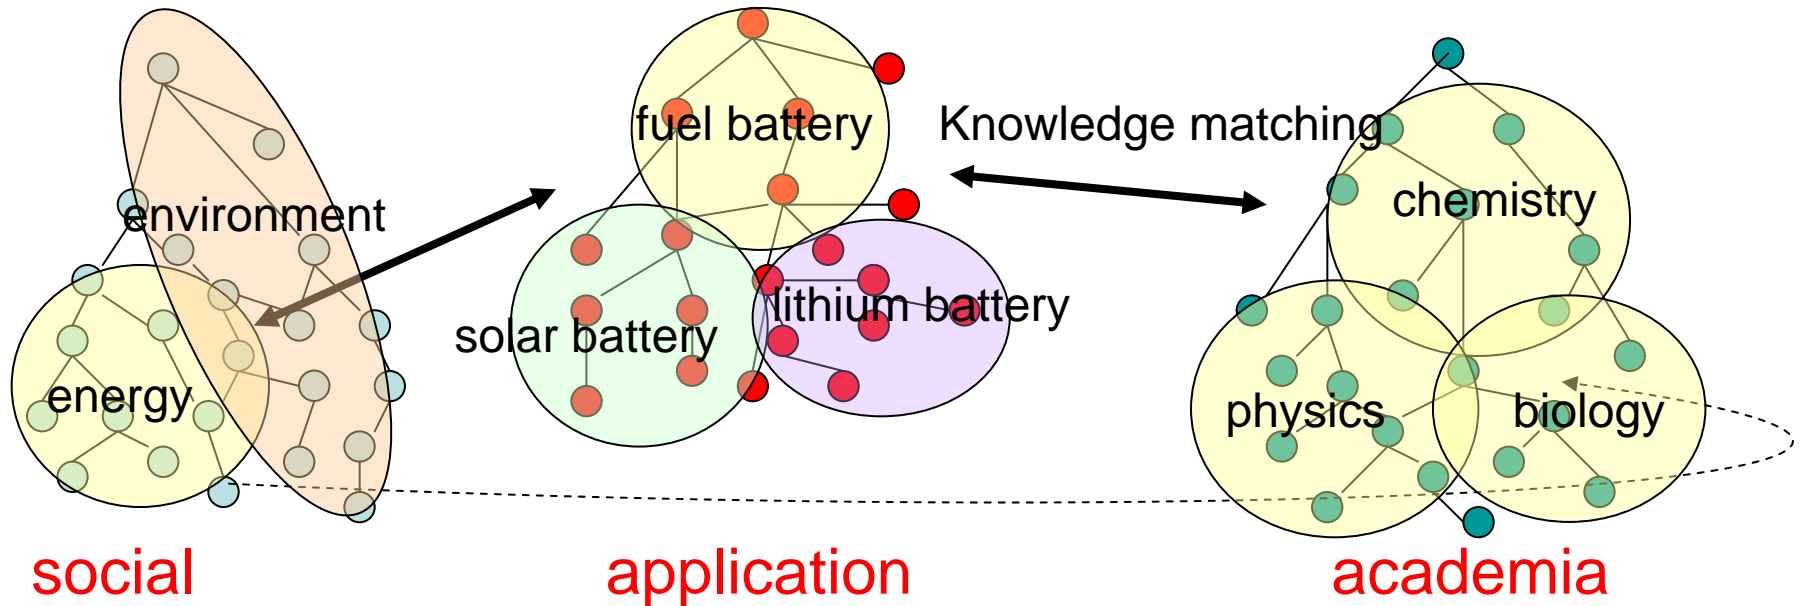 fuel battery
Knowledge matching
environment
chemistry
lithium battery
solar battery
energy
physics
biology
social
application
academia